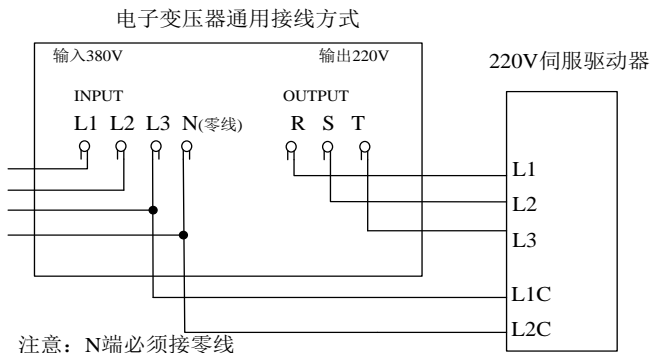 电子变压器通用接线方式
输入380V 输出220V
220V伺服驱动器
INPUT OUTPUT
L1 L2 L3 N(零线) R S T
L1
L2
L3
L1C
L2C
注意：N端必须接零线